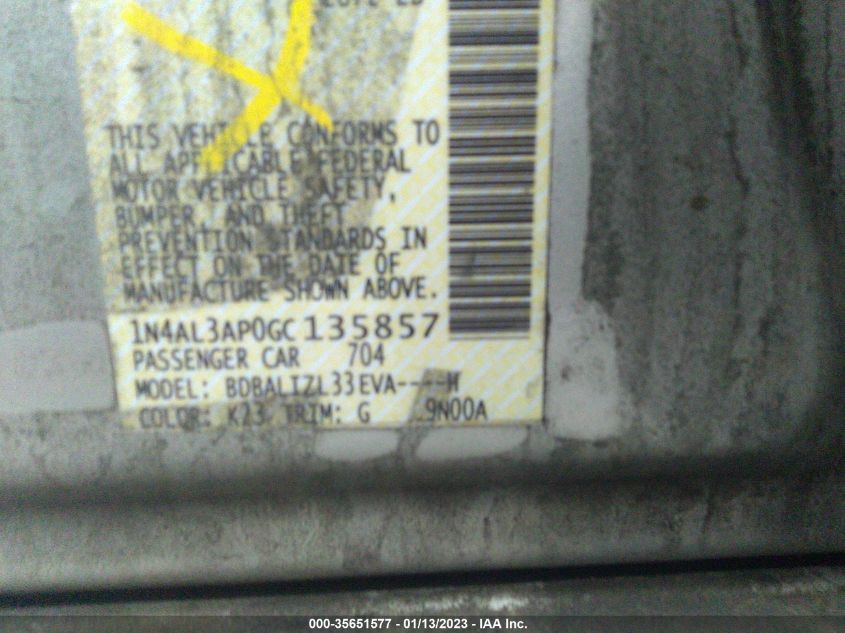 THIS VEHICLE CONFORMS TO
ALL APPLICABLE FEDERAL
MOTOR VEHICLE SAFETY,
BUMPER, AND THEFT
PREVENTION STANDARDS IN
EFFECT ON THE DATE OF
MANUFACTURE SHOWN ABOVE.
1N4AL3AP0GC135857
PASSENGER CAR 704
MODEL: BDBALIZL33EVA----H
COLOR: K23 TRIM: G 9N00A
000-35651577 - 01/13/2023 - IAA Inc.